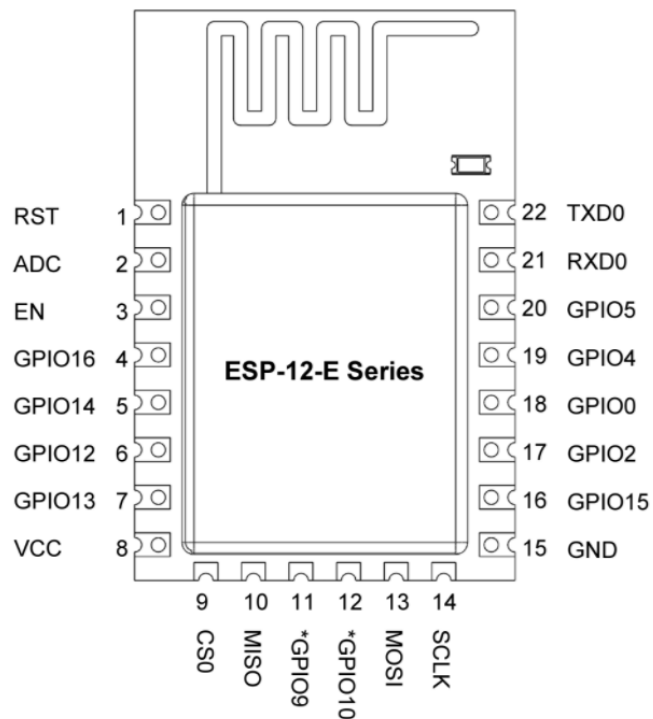 RST 1
ADC 2
EN 3
GPIO16 4
GPIO14 5
GPIO12 6
GPIO13 7
VCC 8
ESP-12-E Series
22 TXD0
21 RXD0
20 GPIO5
19 GPIO4
18 GPIO0
17 GPIO2
16 GPIO15
15 GND
9 CS0
10 MISO
11 *GPIO9
12 *GPIO10
13 MOSI
14 SCLK